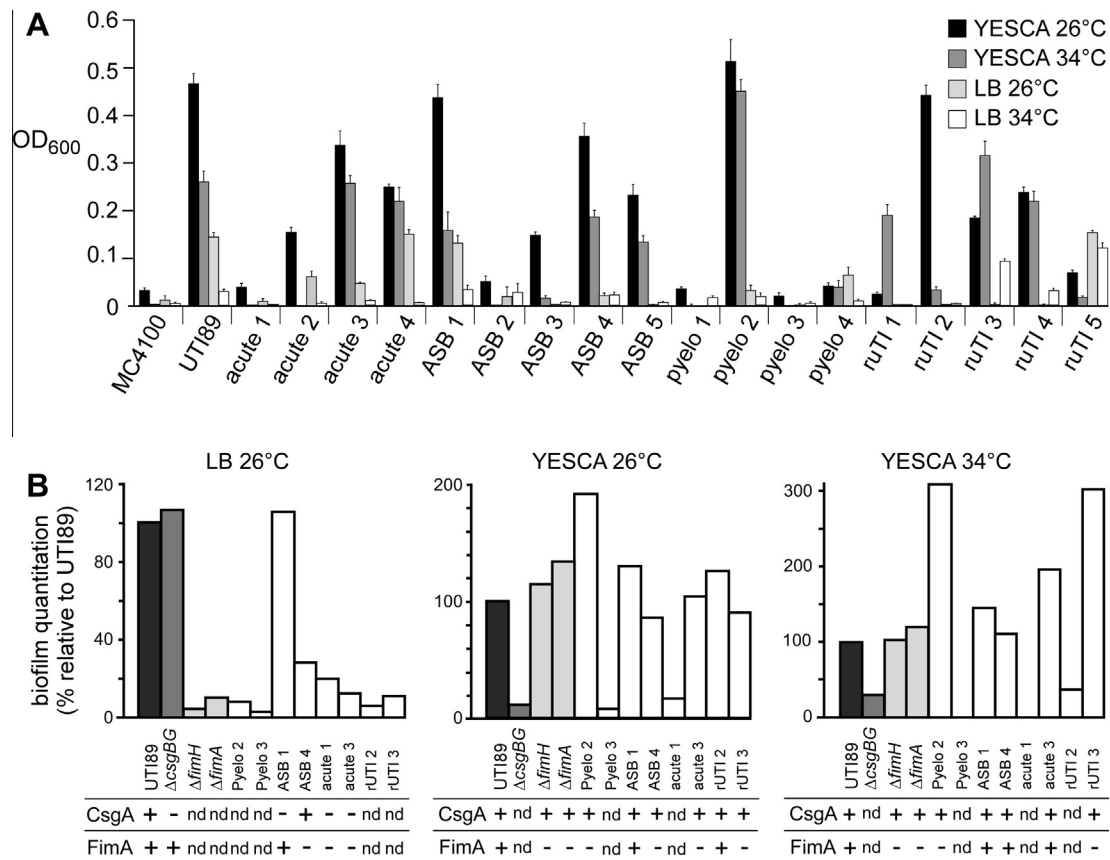 A
OD600
0.6
0.5
0.4
0.3
0.2
0.1
0
YESCA 26°C
YESCA 34°C
LB 26°C
LB 34°C
MC4100 UTI89 acute 1 acute 2 acute 3 acute 4 ASB 1 ASB 2 ASB 3 ASB 4 ASB 5 pyelo 1 pyelo 2 pyelo 3 pyelo 4 ruTI 1 ruTI 2 ruTI 3 ruTI 4 ruTI 5
B
biofilm quantitation
(% relative to UTI89)
LB 26°C
120
80
40
0
UTI89 ΔcsgBG ΔfimH ΔfimA Pyelo 2 Pyelo 3 ASB 1 ASB 4 acute 1 acute 3 rUTI 2 rUTI 3
CsgA + - nd nd nd nd - + - - nd nd
FimA + + nd nd nd nd + - - - nd nd
YESCA 26°C
200
100
0
UTI89 ΔcsgBG ΔfimH ΔfimA Pyelo 2 Pyelo 3 ASB 1 ASB 4 acute 1 acute 3 rUTI 2 rUTI 3
+ nd + + + nd + + nd + + +
+ nd - - - nd + - nd - + -
YESCA 34°C
300
200
100
0
UTI89 ΔcsgBG ΔfimH ΔfimA Pyelo 2 Pyelo 3 ASB 1 ASB 4 acute 1 acute 3 rUTI 2 rUTI 3
+ nd + + + nd + + nd + nd +
+ nd - - - nd + + nd + nd -